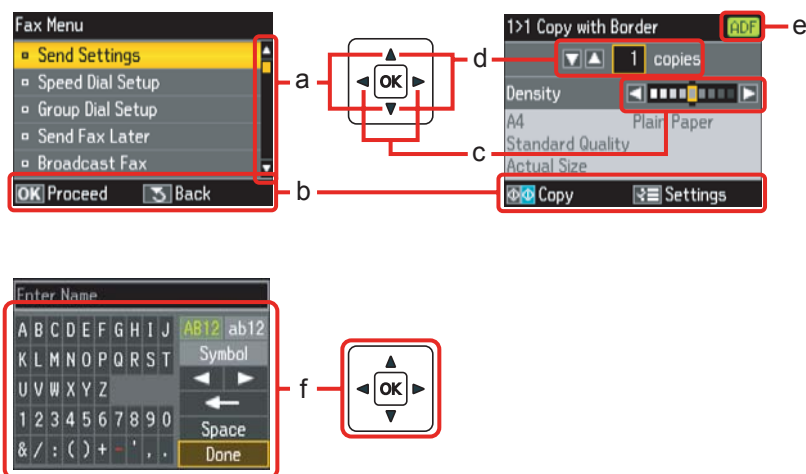 Fax Menu
Send Settings
Speed Dial Setup
Group Dial Setup
Send Fax Later
Broadcast Fax
OK Proceed Back
a
b
OK
d
c
1>1 Copy with Border ADF
e
1 copies
Density
A4 Plain Paper
Standard Quality
Actual Size
Copy Settings
Enter Name
A B C D E F G H I J AB12 ab12
K L M N O P Q R S T Symbol
U V W X Y Z
1 2 3 4 5 6 7 8 9 0 Space
& / : ( ) + - ' , . Done
f
OK